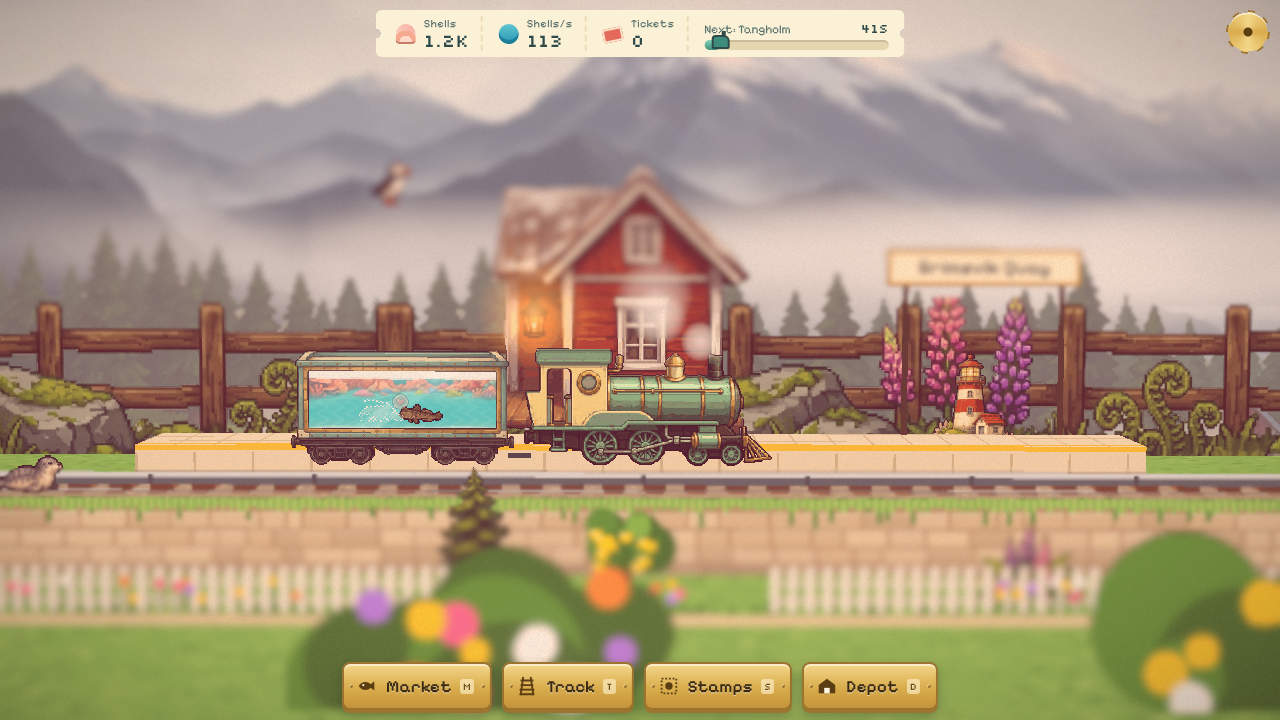 Shells
1.2K
Shells/s
113
Tickets
0
Next: Tangholm
41s
Market M
Track T
Stamps S
Depot D